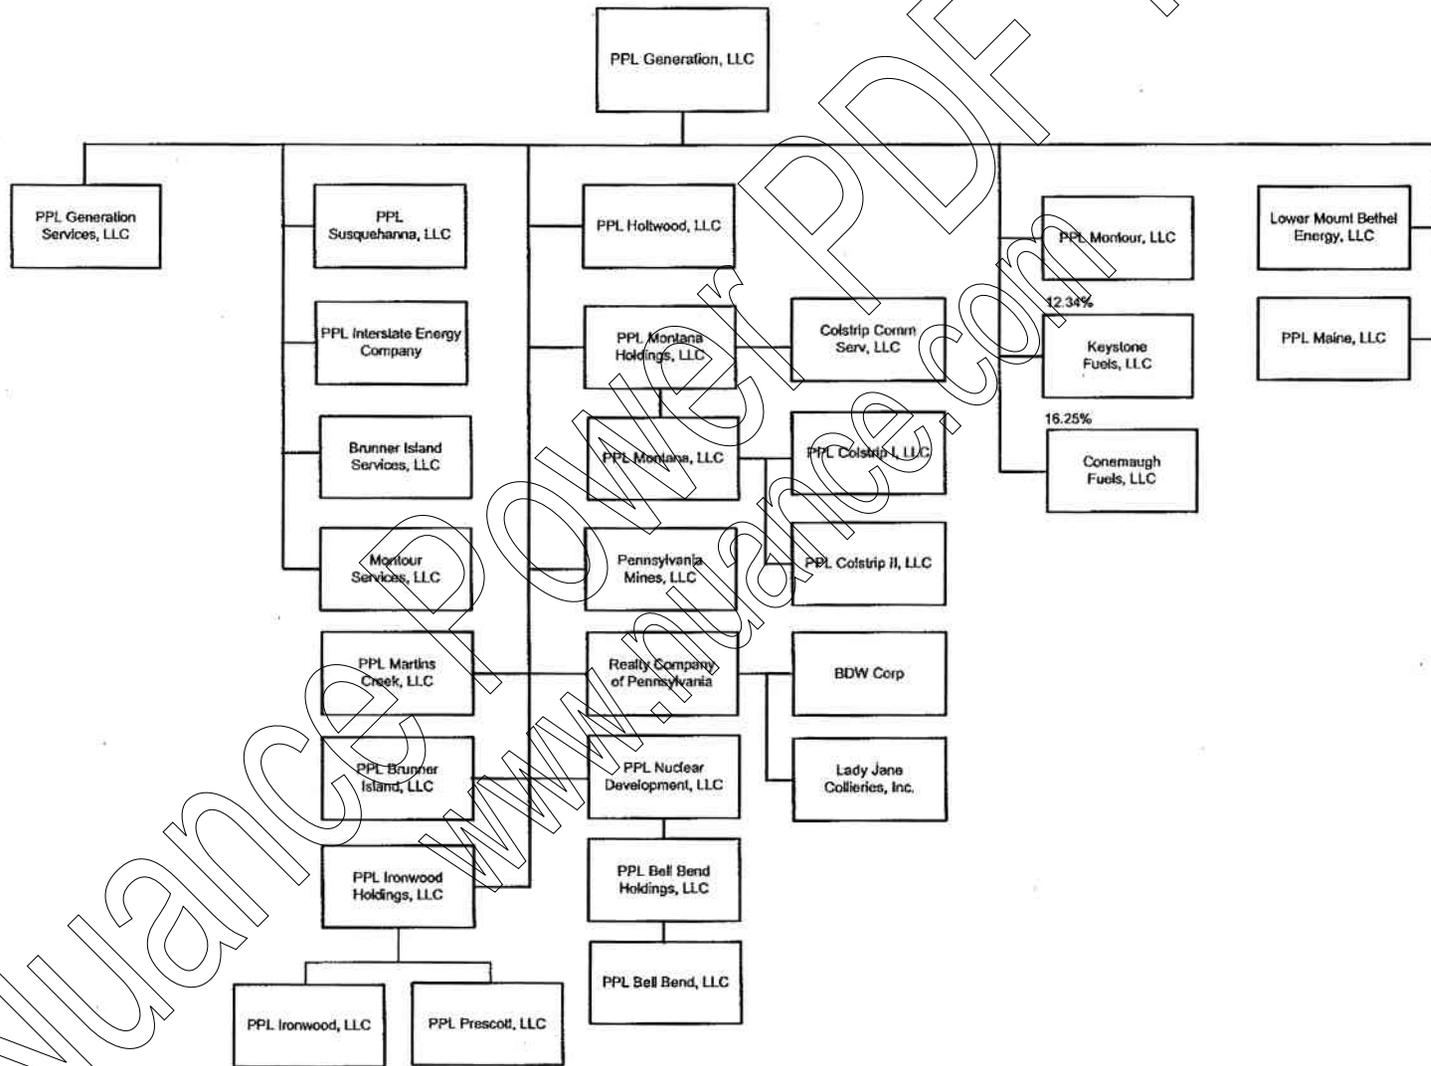 PPL Generation, LLC
PPL Generation
Services, LLC
PPL
Susquehanna, LLC
PPL Holtwood, LLC
PPL Montour, LLC
Lower Mount Bethel
Energy, LLC
PPL Interstate Energy
Company
PPL Montana
Holdings, LLC
Colstrip Comm
Serv, LLC
12.34%
Keystone
Fuels, LLC
PPL Maine, LLC
Brunner Island
Services, LLC
PPL Montana, LLC
PPL Colstrip I, LLC
16.25%
Conemaugh
Fuels, LLC
Montour
Services, LLC
Pennsylvania
Mines, LLC
PPL Colstrip II, LLC
PPL Martins
Creek, LLC
Realty Company
of Pennsylvania
BDW Corp
PPL Brunner
Island, LLC
PPL Nuclear
Development, LLC
Lady Jane
Collieries, Inc.
PPL Ironwood
Holdings, LLC
PPL Bell Bend
Holdings, LLC
PPL Bell Bend, LLC
PPL Ironwood, LLC
PPL Prescott, LLC
Nuance Power PDF
www.nuance.com